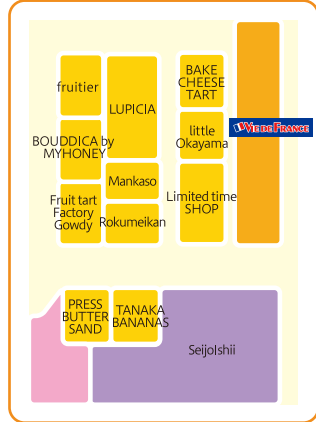 fruitier
LUPICIA
BAKE
CHEESE
TART
BOUDDICA by
MYHONEY
little
Okayama
VIE DE FRANCE
Mankaso
Fruit tart
Factory
Gowdy
Rokumeikan
Limited time
SHOP
PRESS
BUTTER
SAND
TANAKA
BANANAS
SeijoIshii